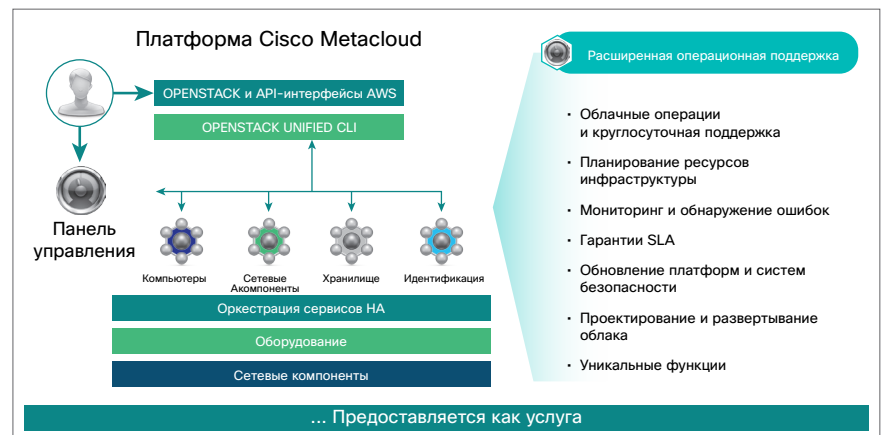 Платформа Cisco Metacloud
OPENSTACK и API-интерфейсы AWS
OPENSTACK UNIFIED CLI
Панель
управления
Компьютеры
Сетевые
Акомпоненты
Хранилище
Идентификация
Оркестрация сервисов HA
Оборудование
Сетевые компоненты
Расширенная операционная поддержка
• Облачные операции
и круглосуточная поддержка
• Планирование ресурсов
инфраструктуры
• Мониторинг и обнаружение ошибок
• Гарантии SLA
• Обновление платформ и систем
безопасности
• Проектирование и развертывание
облака
• Уникальные функции
... Предоставляется как услуга